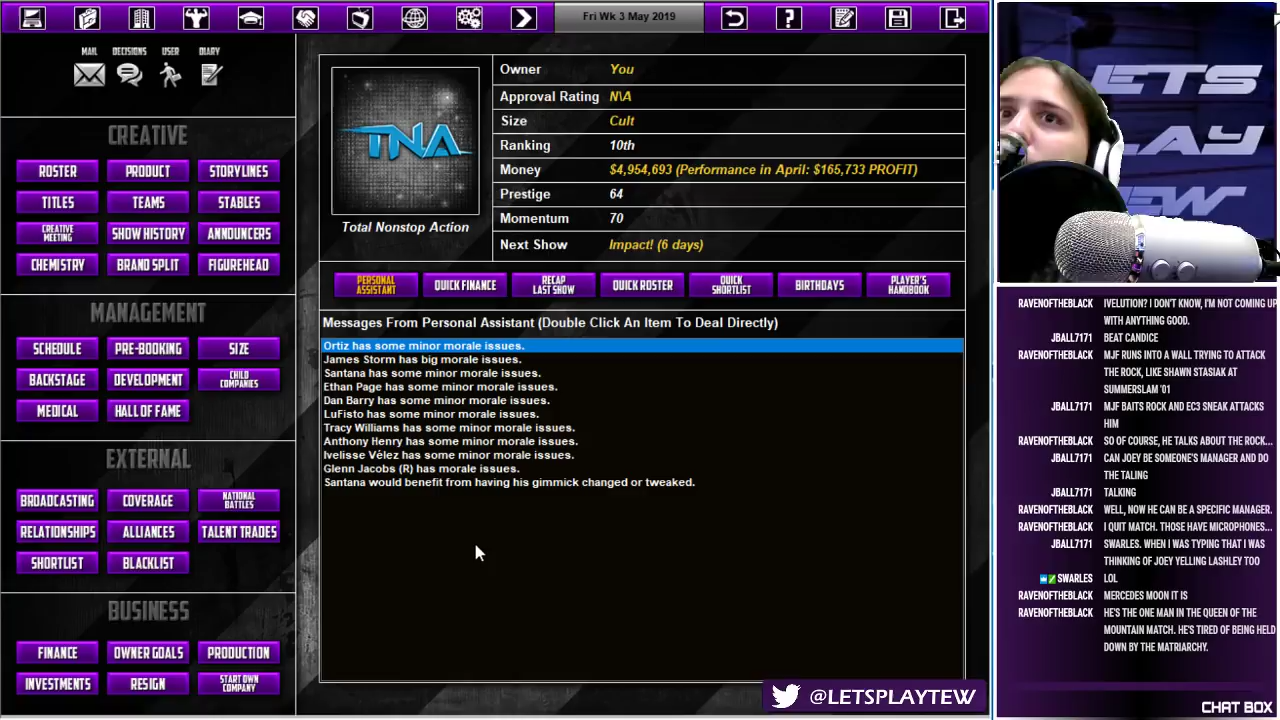 Fri Wk 3 May 2019
MAIL DECISIONS USER DIARY
CREATIVE
ROSTER PRODUCT STORYLINES
TITLES TEAMS STABLES
CREATIVE MEETING SHOW HISTORY ANNOUNCERS
CHEMISTRY BRAND SPLIT FIGUREHEAD
MANAGEMENT
SCHEDULE PRE-BOOKING SIZE
BACKSTAGE DEVELOPMENT CHILD COMPANIES
MEDICAL HALL OF FAME
EXTERNAL
BROADCASTING COVERAGE NATIONAL BATTLES
RELATIONSHIPS ALLIANCES TALENT TRADES
SHORTLIST BLACKLIST
BUSINESS
FINANCE OWNER GOALS PRODUCTION
INVESTMENTS RESIGN START OWN COMPANY
TNA
Total Nonstop Action
Owner You
Approval Rating N\A
Size Cult
Ranking 10th
Money $4,954,693 (Performance in April: $165,733 PROFIT)
Prestige 64
Momentum 70
Next Show Impact! (6 days)
PERSONAL ASSISTANT QUICK FINANCE RECAP LAST SHOW QUICK ROSTER QUICK SHORTLIST BIRTHDAYS PLAYER'S HANDBOOK
Messages From Personal Assistant (Double Click An Item To Deal Directly)
Ortiz has some minor morale issues.
James Storm has big morale issues.
Santana has some minor morale issues.
Ethan Page has some minor morale issues.
Dan Barry has some minor morale issues.
LuFisto has some minor morale issues.
Tracy Williams has some minor morale issues.
Anthony Henry has some minor morale issues.
Ivelisse Vélez has some minor morale issues.
Glenn Jacobs (R) has morale issues.
Santana would benefit from having his gimmick changed or tweaked.
@LETSPLAYTEW
LETS
LAY
EW
RAVENOFTHEBLACK IVELUTION? I DON'T KNOW, I'M NOT COMING UP
WITH ANYTHING GOOD.
JBALL7171 BEAT CANDICE
RAVENOFTHEBLACK MJF RUNS INTO A WALL TRYING TO ATTACK
THE ROCK, LIKE SHAWN STASIAK AT
SUMMERSLAM '01
JBALL7171 MJF BAITS ROCK AND EC3 SNEAK ATTACKS
HIM
RAVENOFTHEBLACK SO OF COURSE, HE TALKS ABOUT THE ROCK...
JBALL7171 CAN JOEY BE SOMEONE'S MANAGER AND DO
THE TALING
JBALL7171 TALKING
RAVENOFTHEBLACK WELL, NOW HE CAN BE A SPECIFIC MANAGER.
RAVENOFTHEBLACK I QUIT MATCH. THOSE HAVE MICROPHONES...
JBALL7171 SWARLES. WHEN I WAS TYPING THAT I WAS
THINKING OF JOEY YELLING LASHLEY TOO
SWARLES LOL
RAVENOFTHEBLACK MERCEDES MOON IT IS
RAVENOFTHEBLACK HE'S THE ONE MAN IN THE QUEEN OF THE
MOUNTAIN MATCH. HE'S TIRED OF BEING HELD
DOWN BY THE MATRIARCHY.
CHAT BOX